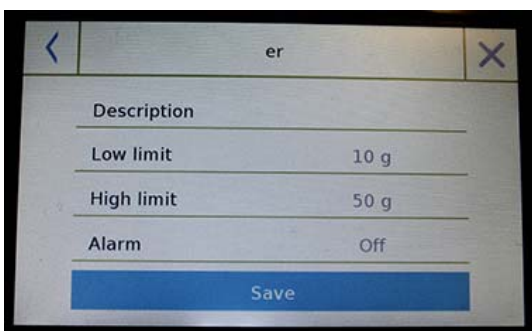 er
Description
Low limit 10 g
High limit 50 g
Alarm Off
Save